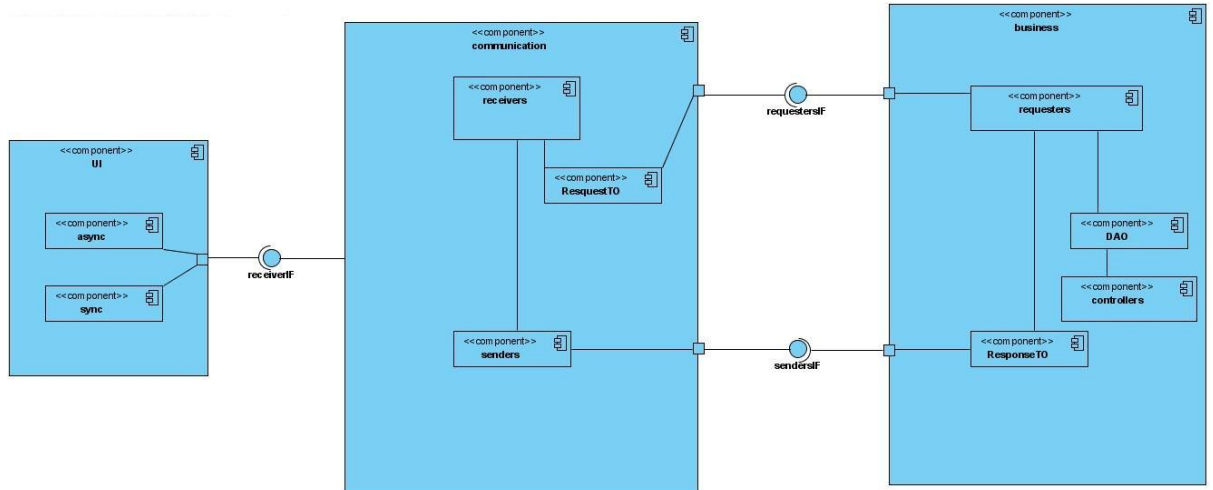 <<component>>
UI
<<component>>
async
<<component>>
sync
receiverIF
<<component>>
communication
<<component>>
receivers
<<component>>
ResquestTO
<<component>>
senders
requestersIF
sendersIF
<<component>>
business
<<component>>
requesters
<<component>>
DAO
<<component>>
controllers
<<component>>
ResponseTO